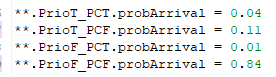 **.PrioT_PCT.probArrival = 0.04
**.PrioT_PCF.probArrival = 0.11
**.PrioF_PCT.probArrival = 0.01
**.PrioF_PCF.probArrival = 0.84